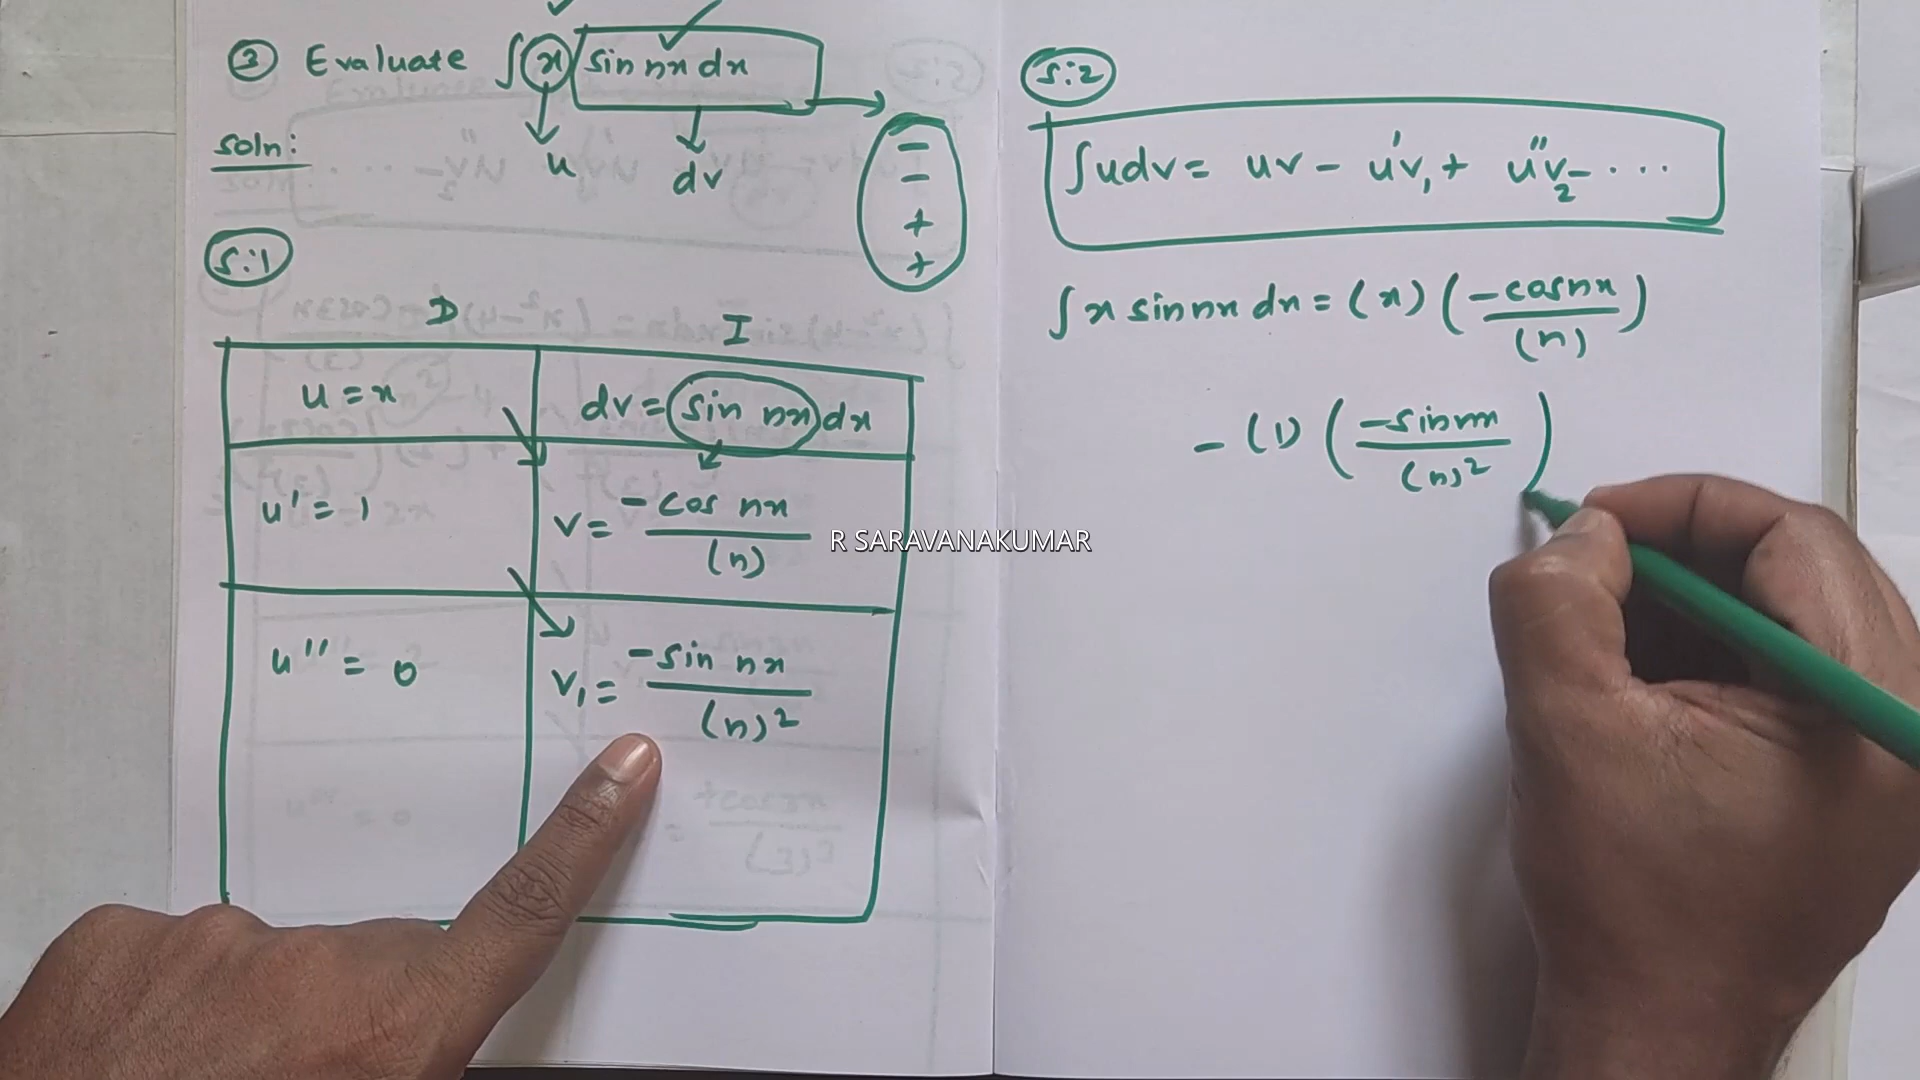 ③ Evaluate ∫ x sin nx dx
soln:
u
dv
−
−
+
+
S:1
D
I
u = x
dv = sin nx dx
u' = 1
v = -cos nx / (n)
u'' = 0
v₁ = -sin nx / (n)²
S:2
∫udv = uv - u'v₁ + u''v₂ - ...
∫ x sin nx dx = (x) (-cos nx / (n))
- (1) (-sin nx / (n)²)
R SARAVANAKUMAR